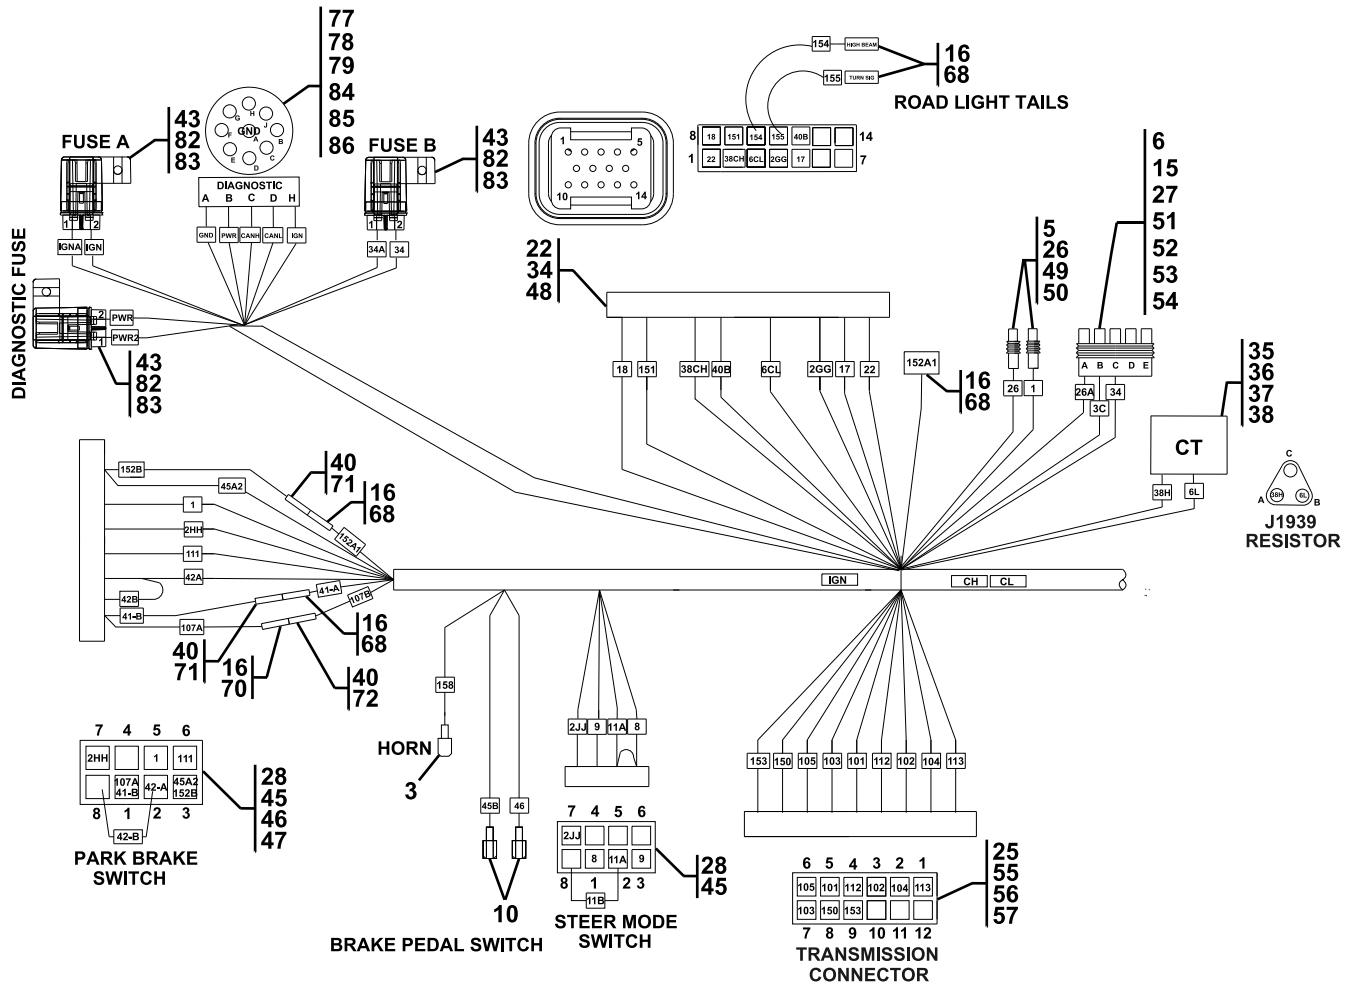 77
78
79
84
85
86
43
82
83
FUSE A
1 2
IGNA IGN
H
G J
F GND B
A
E C
D
DIAGNOSTIC
A B C D H
GND PWR CANH CANL IGN
FUSE B
43
82
83
1 2
34A 34
DIAGNOSTIC FUSE
2 PWR
1 PWR2
43
82
83
1 5
10 14
154 HIGH BEAM
155 TURN SIG
16
68
ROAD LIGHT TAILS
8 18 151 154 155 40B 14
1 22 38CH 6CL 2GG 17 7
22
34
48
18 151 38CH 40B 6CL 2GG 17 22
152A1
16
68
5
26
49
50
26 1
6
15
27
51
52
53
54
A B C D E
26A 3C 34
35
36
37
38
CT
38H 6L
C
A 38H 6L B
J1939
RESISTOR
152B
45A2
1
2HH
111
42A
42B
41-B
107A
40
71
16
68
152A1
41-A
107B
16
68
40
71
16
70
40
72
IGN
CH CL
158
HORN
3
45B 46
10
BRAKE PEDAL SWITCH
2JJ 9 11A 8
7 4 5 6
2JJ
8 11A 9
8 1 2 3
11B
28
45
STEER MODE
SWITCH
7 4 5 6
2HH 1 111
107A 42-A 45A2
41-B 152B
8 1 2 3
42-B
28
45
46
47
PARK BRAKE
SWITCH
153 150 105 103 101 112 102 104 113
6 5 4 3 2 1
105 101 112 102 104 113
103 150 153
7 8 9 10 11 12
25
55
56
57
TRANSMISSION
CONNECTOR